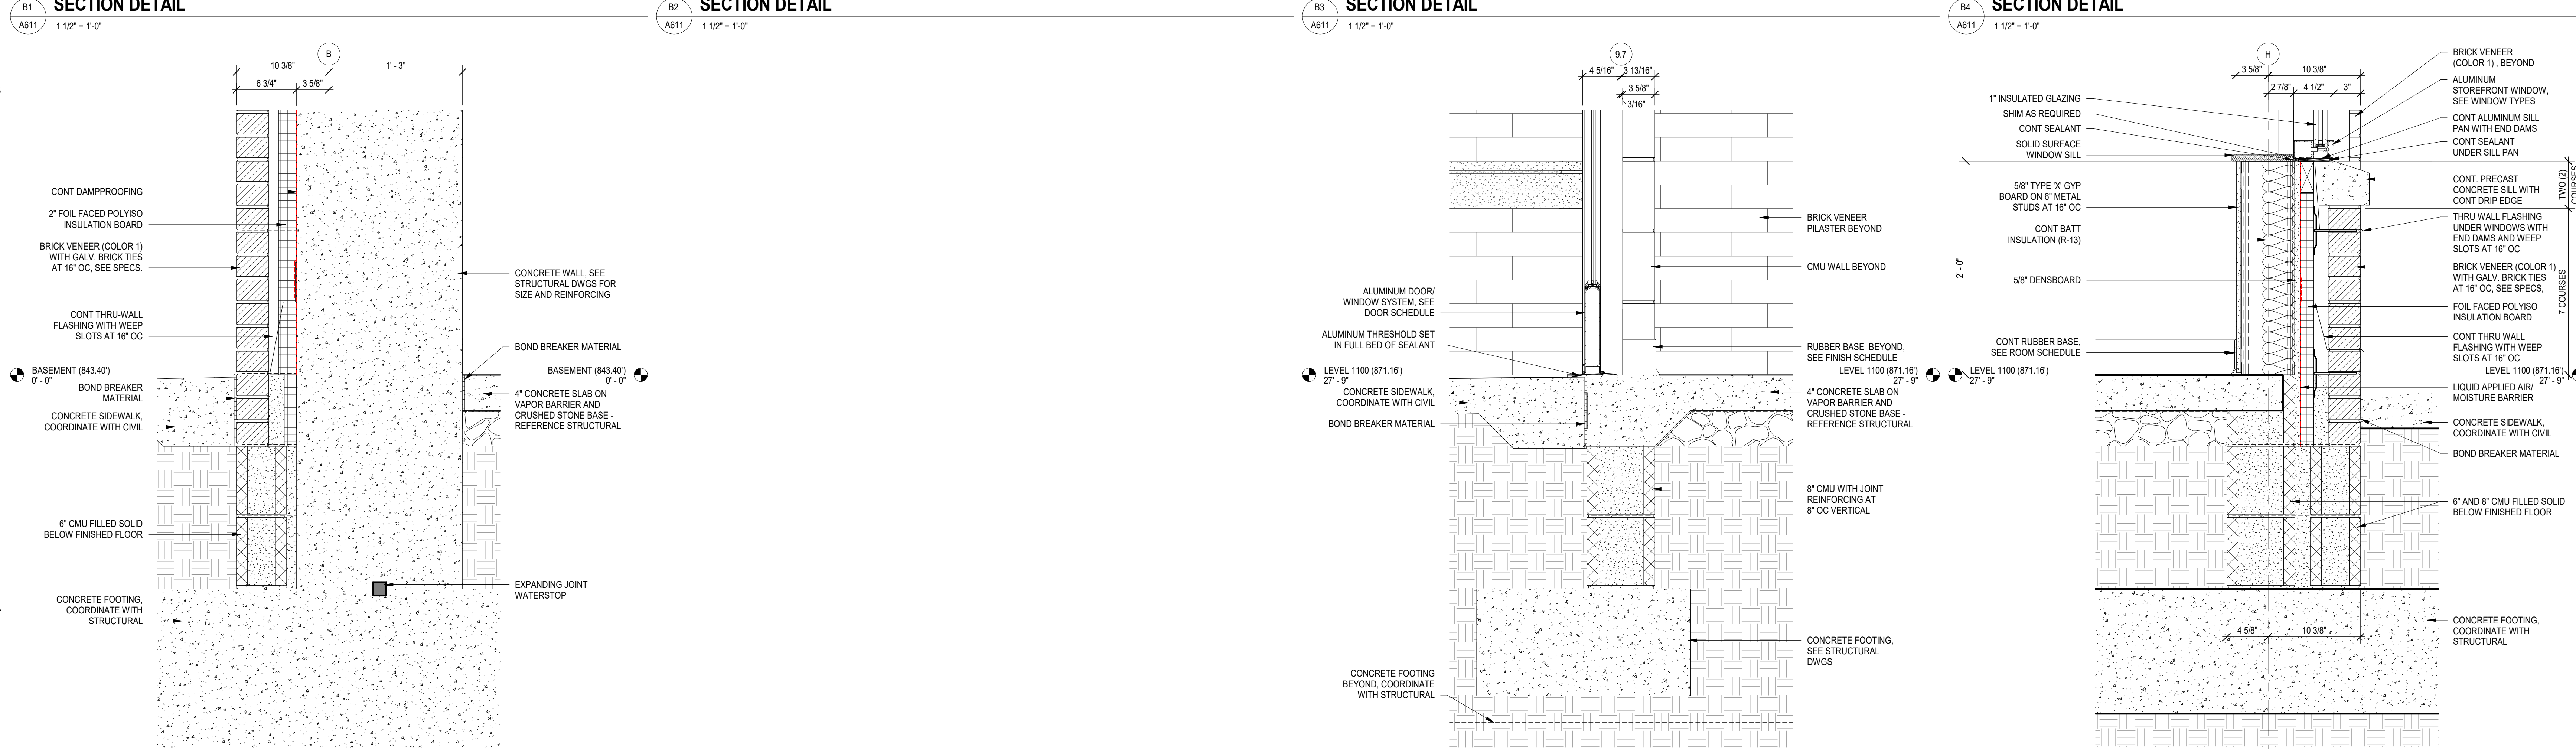 B1
SECTION DETAIL
A611
1 1/2" = 1'-0"
B2
SECTION DETAIL
A611
1 1/2" = 1'-0"
B3
SECTION DETAIL
A611
1 1/2" = 1'-0"
B4
SECTION DETAIL
A611
1 1/2" = 1'-0"
B
10 3/8"
1' - 3"
6 3/4"
3 5/8"
CONT DAMPPROOFING
2" FOIL FACED POLYISO
INSULATION BOARD
BRICK VENEER (COLOR 1)
WITH GALV. BRICK TIES
AT 16" OC, SEE SPECS.
CONT THRU-WALL
FLASHING WITH WEEP
SLOTS AT 16" OC
BASEMENT (843.40')
0' - 0"
BOND BREAKER
MATERIAL
CONCRETE SIDEWALK,
COORDINATE WITH CIVIL
6" CMU FILLED SOLID
BELOW FINISHED FLOOR
CONCRETE FOOTING,
COORDINATE WITH
STRUCTURAL
CONCRETE WALL, SEE
STRUCTURAL DWGS FOR
SIZE AND REINFORCING
BOND BREAKER MATERIAL
BASEMENT (843.40')
0' - 0"
4" CONCRETE SLAB ON
VAPOR BARRIER AND
CRUSHED STONE BASE -
REFERENCE STRUCTURAL
EXPANDING JOINT
WATERSTOP
9.7
4 5/16"
3 13/16"
3 5/8"
3/16"
ALUMINUM DOOR/
WINDOW SYSTEM, SEE
DOOR SCHEDULE
ALUMINUM THRESHOLD SET
IN FULL BED OF SEALANT
LEVEL 1100 (871.16')
27' - 9"
CONCRETE SIDEWALK,
COORDINATE WITH CIVIL
BOND BREAKER MATERIAL
CONCRETE FOOTING
BEYOND, COORDINATE
WITH STRUCTURAL
BRICK VENEER
PILASTER BEYOND
CMU WALL BEYOND
RUBBER BASE BEYOND,
SEE FINISH SCHEDULE
LEVEL 1100 (871.16')
27' - 9"
4" CONCRETE SLAB ON
VAPOR BARRIER AND
CRUSHED STONE BASE -
REFERENCE STRUCTURAL
8" CMU WITH JOINT
REINFORCING AT
8" OC VERTICAL
CONCRETE FOOTING,
SEE STRUCTURAL
DWGS
H
3 5/8"
10 3/8"
2 7/8"
4 1/2"
3"
1" INSULATED GLAZING
SHIM AS REQUIRED
CONT SEALANT
SOLID SURFACE
WINDOW SILL
5/8" TYPE 'X' GYP
BOARD ON 6" METAL
STUDS AT 16" OC
CONT BATT
INSULATION (R-13)
2' - 0"
5/8" DENSBOARD
CONT RUBBER BASE,
SEE ROOM SCHEDULE
LEVEL 1100 (871.16')
27' - 9"
BRICK VENEER
(COLOR 1) , BEYOND
ALUMINUM
STOREFRONT WINDOW,
SEE WINDOW TYPES
CONT ALUMINUM SILL
PAN WITH END DAMS
CONT SEALANT
UNDER SILL PAN
CONT. PRECAST
CONCRETE SILL WITH
CONT DRIP EDGE
TWO (2)
COURSES
THRU WALL FLASHING
UNDER WINDOWS WITH
END DAMS AND WEEP
SLOTS AT 16" OC
BRICK VENEER (COLOR 1)
WITH GALV. BRICK TIES
AT 16" OC, SEE SPECS,
7 COURSES
FOIL FACED POLYISO
INSULATION BOARD
CONT THRU WALL
FLASHING WITH WEEP
SLOTS AT 16" OC
LEVEL 1100 (871.16')
27' - 9"
LIQUID APPLIED AIR/
MOISTURE BARRIER
CONCRETE SIDEWALK,
COORDINATE WITH CIVIL
BOND BREAKER MATERIAL
6" AND 8" CMU FILLED SOLID
BELOW FINISHED FLOOR
CONCRETE FOOTING,
COORDINATE WITH
STRUCTURAL
4 5/8"
10 3/8"